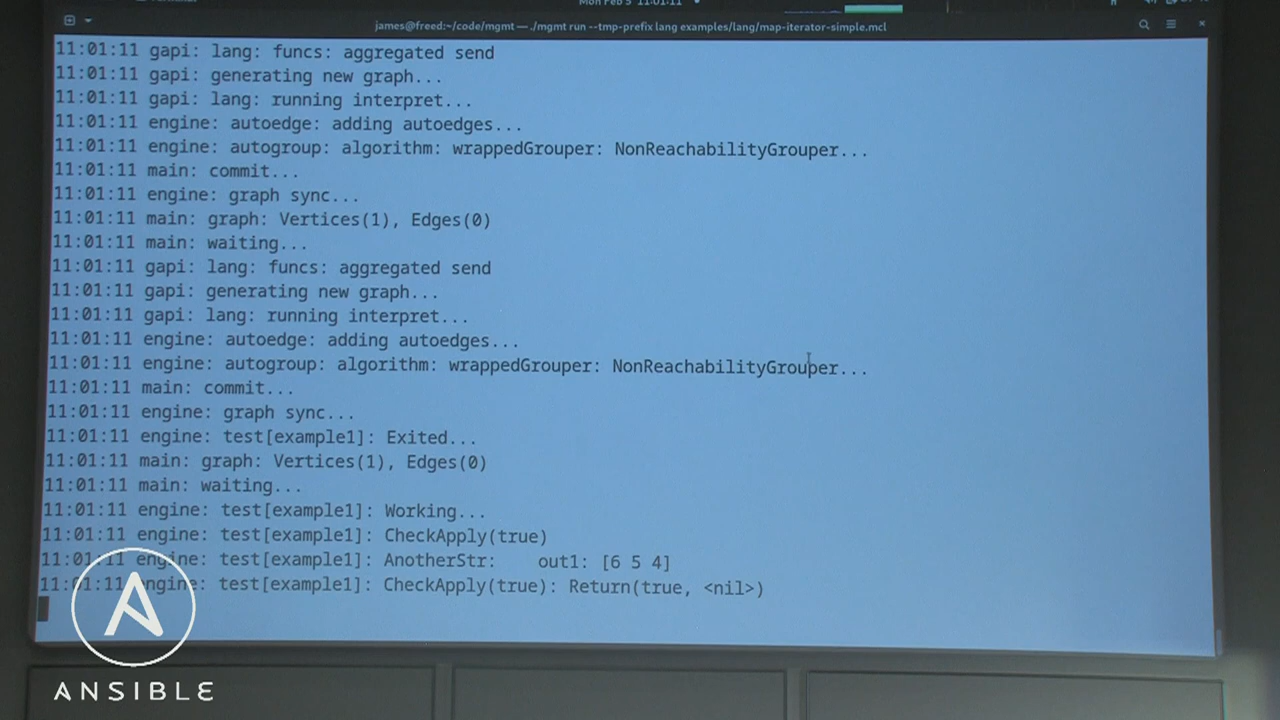 Mon Feb 5 11:01:11
james@freed:~/code/mgmt — ./mgmt run --tmp-prefix lang examples/lang/map-iterator-simple.mcl
11:01:11 gapi: lang: funcs: aggregated send
11:01:11 gapi: generating new graph...
11:01:11 gapi: lang: running interpret...
11:01:11 engine: autoedge: adding autoedges...
11:01:11 engine: autogroup: algorithm: wrappedGrouper: NonReachabilityGrouper...
11:01:11 main: commit...
11:01:11 engine: graph sync...
11:01:11 main: graph: Vertices(1), Edges(0)
11:01:11 main: waiting...
11:01:11 gapi: lang: funcs: aggregated send
11:01:11 gapi: generating new graph...
11:01:11 gapi: lang: running interpret...
11:01:11 engine: autoedge: adding autoedges...
11:01:11 engine: autogroup: algorithm: wrappedGrouper: NonReachabilityGrouper...
11:01:11 main: commit...
11:01:11 engine: graph sync...
11:01:11 engine: test[example1]: Exited...
11:01:11 main: graph: Vertices(1), Edges(0)
11:01:11 main: waiting...
11:01:11 engine: test[example1]: Working...
11:01:11 engine: test[example1]: CheckApply(true)
11:01:11 engine: test[example1]: AnotherStr: out1: [6 5 4]
11:01:11 engine: test[example1]: CheckApply(true): Return(true, <nil>)
ANSIBLE